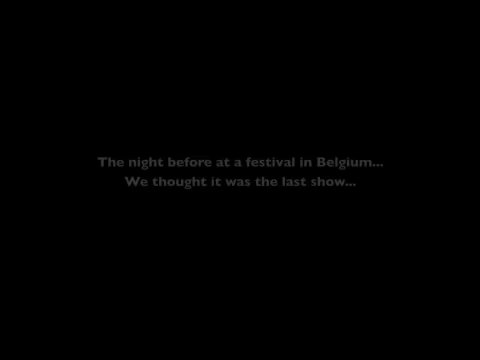 The night before at a festival in Belgium...
We thought it was the last show...